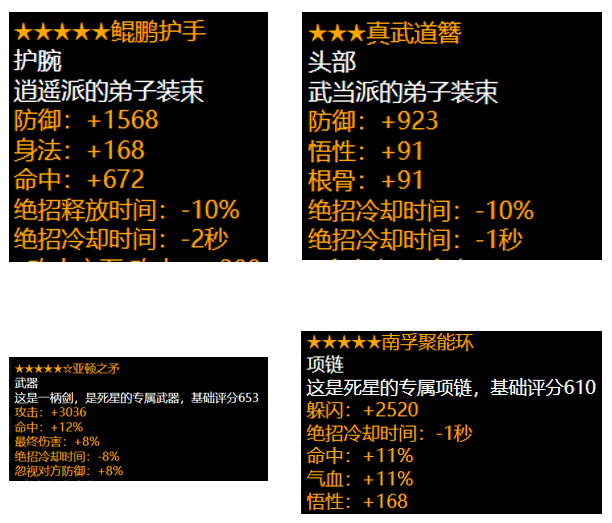 ★★★★★鲲鹏护手
护腕
逍遥派的弟子装束
防御：+1568
身法：+168
命中：+672
绝招释放时间：-10%
绝招冷却时间：-2秒
★★★真武道簪
头部
武当派的弟子装束
防御：+923
悟性：+91
根骨：+91
绝招冷却时间：-10%
绝招冷却时间：-1秒
★★★★★☆亚顿之矛
武器
这是一柄剑，是死星的专属武器，基础评分653
攻击：+3036
命中：+12%
最终伤害：+8%
绝招冷却时间：-8%
忽视对方防御：+8%
★★★★★南孚聚能环
项链
这是死星的专属项链，基础评分610
躲闪：+2520
绝招冷却时间：-1秒
命中：+11%
气血：+11%
悟性：+168